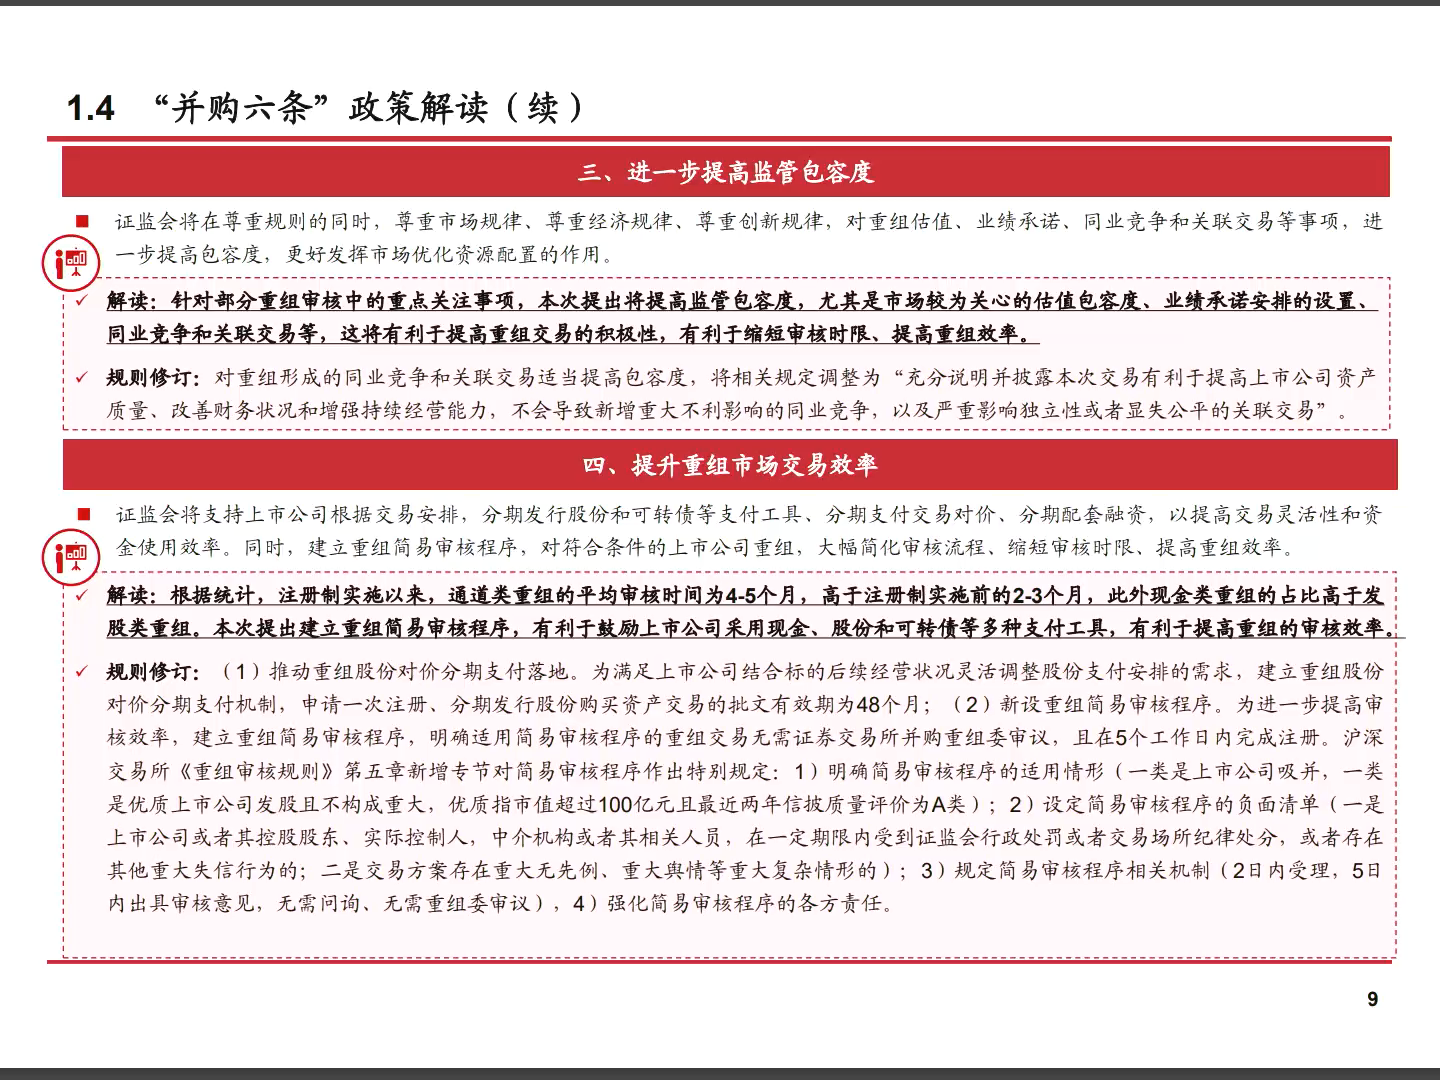 1.4 “并购六条”政策解读（续）
三、进一步提高监管包容度
■ 证监会将在尊重规则的同时，尊重市场规律、尊重经济规律、尊重创新规律，对重组估值、业绩承诺、同业竞争和关联交易等事项，进
一步提高包容度，更好发挥市场优化资源配置的作用。
✓ 解读：针对部分重组审核中的重点关注事项，本次提出将提高监管包容度，尤其是市场较为关心的估值包容度、业绩承诺安排的设置、
同业竞争和关联交易等，这将有利于提高重组交易的积极性，有利于缩短审核时限、提高重组效率。
✓ 规则修订：对重组形成的同业竞争和关联交易适当提高包容度，将相关规定调整为“充分说明并披露本次交易有利于提高上市公司资产
质量、改善财务状况和增强持续经营能力，不会导致新增重大不利影响的同业竞争，以及严重影响独立性或者显失公平的关联交易”。
四、提升重组市场交易效率
■ 证监会将支持上市公司根据交易安排，分期发行股份和可转债等支付工具、分期支付交易对价、分期配套融资，以提高交易灵活性和资
金使用效率。同时，建立重组简易审核程序，对符合条件的上市公司重组，大幅简化审核流程、缩短审核时限、提高重组效率。
✓ 解读：根据统计，注册制实施以来，通道类重组的平均审核时间为4-5个月，高于注册制实施前的2-3个月，此外现金类重组的占比高于发
股类重组。本次提出建立重组简易审核程序，有利于鼓励上市公司采用现金、股份和可转债等多种支付工具，有利于提高重组的审核效率。
✓ 规则修订：（1）推动重组股份对价分期支付落地。为满足上市公司结合标的后续经营状况灵活调整股份支付安排的需求，建立重组股份
对价分期支付机制，申请一次注册、分期发行股份购买资产交易的批文有效期为48个月；（2）新设重组简易审核程序。为进一步提高审
核效率，建立重组简易审核程序，明确适用简易审核程序的重组交易无需证券交易所并购重组委审议，且在5个工作日内完成注册。沪深
交易所《重组审核规则》第五章新增专节对简易审核程序作出特别规定：1）明确简易审核程序的适用情形（一类是上市公司吸并，一类
是优质上市公司发股且不构成重大，优质指市值超过100亿元且最近两年信披质量评价为A类）；2）设定简易审核程序的负面清单（一是
上市公司或者其控股股东、实际控制人，中介机构或者其相关人员，在一定期限内受到证监会行政处罚或者交易场所纪律处分，或者存在
其他重大失信行为的；二是交易方案存在重大无先例、重大舆情等重大复杂情形的）；3）规定简易审核程序相关机制（2日内受理，5日
内出具审核意见，无需问询、无需重组委审议），4）强化简易审核程序的各方责任。
9